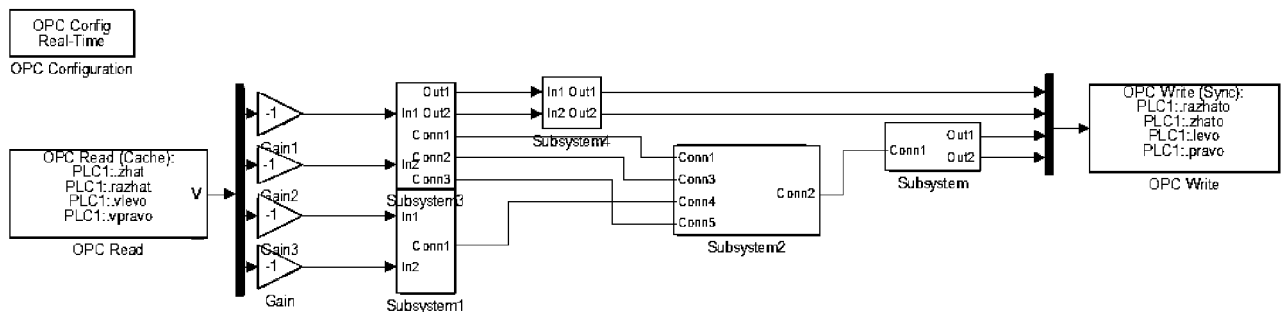 OPC Config
Real-Time
OPC Configuration
OPC Read (Cache):
PLC1:.zhat
PLC1:.razhat
PLC1:.vlevo
PLC1:.vpravo
V
OPC Read
-1
Gain1
-1
Gain2
-1
Gain3
-1
Gain
Out1
In1 Out2
Conn1
In2 Conn2
Conn3
Subsystem3
In1
Conn1
In2
Subsystem1
In1 Out1
In2 Out2
Subsystem4
Conn1
Conn3
Conn2
Conn4
Conn5
Subsystem2
Out1
Conn1
Out2
Subsystem
OPC Write (Sync):
PLC1:.razhato
PLC1:.zhato
PLC1:.levo
PLC1:.pravo
OPC Write